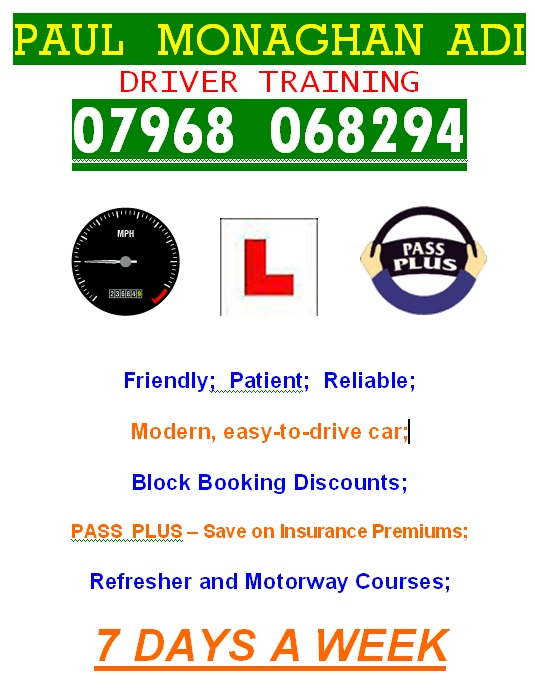 PAUL MONAGHAN ADI
DRIVER TRAINING
07968 068294
MPH
236849
L
PASS
PLUS
Friendly; Patient; Reliable;
Modern, easy-to-drive car;
Block Booking Discounts;
PASS PLUS – Save on Insurance Premiums;
Refresher and Motorway Courses;
7 DAYS A WEEK